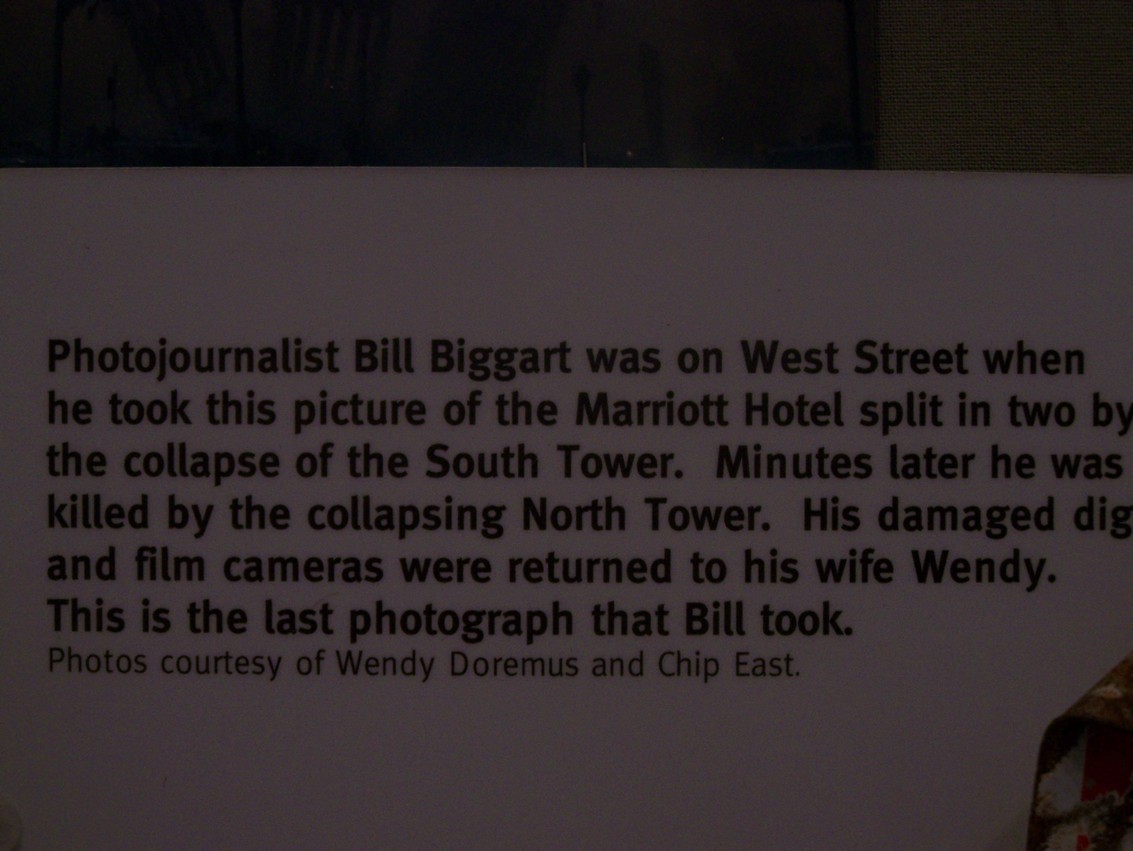 Photojournalist Bill Biggart was on West Street when
he took this picture of the Marriott Hotel split in two by
the collapse of the South Tower. Minutes later he was
killed by the collapsing North Tower. His damaged dig
and film cameras were returned to his wife Wendy.
This is the last photograph that Bill took.
Photos courtesy of Wendy Doremus and Chip East.